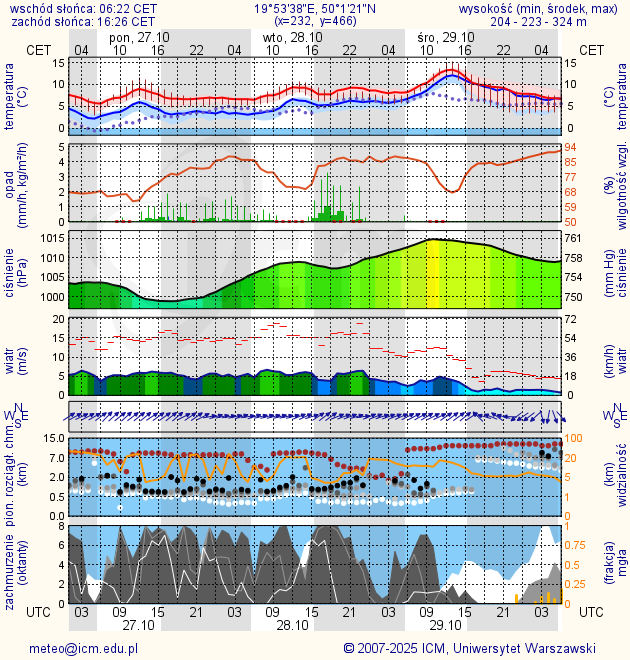 wschód słońca: 06:22 CET 19°53'38"E, 50°1'21"N wysokość (min, środek, max)
zachód słońca: 16:26 CET (x=232, y=466) 204 - 223 - 324 m
pon, 27.10 wto, 28.10 śro, 29.10
CET 04 10 16 22 04 10 16 22 04 10 16 22 04 CET
temperatura (°C) 15 10 5 0 15 10 5 0 (°C) temperatura
opad (mm/h, kg/m²/h) 5 4 3 2 1 0 94 86 77 68 59 50 (%) wilgotność wzgl.
ciśnienie (hPa) 1015 1010 1005 1000 761 758 754 750 (mm Hg) ciśnienie
wiatr (m/s) 20 15 10 5 0 72 54 36 18 0 (km/h) wiatr
N W E S N W E S
pion. rozciągł. chm. (km) 15.0 7.0 2.0 0.5 0.0 100 20 5 1 0 (km) widzialność
zachmurzenie (oktanty) 8 6 4 2 0 1 0.75 0.5 0.25 0 (frakcja) mgła
UTC 03 09 15 21 03 09 15 21 03 09 15 21 03 UTC
27.10 28.10 29.10
meteo@icm.edu.pl © 2007-2025 ICM, Uniwersytet Warszawski